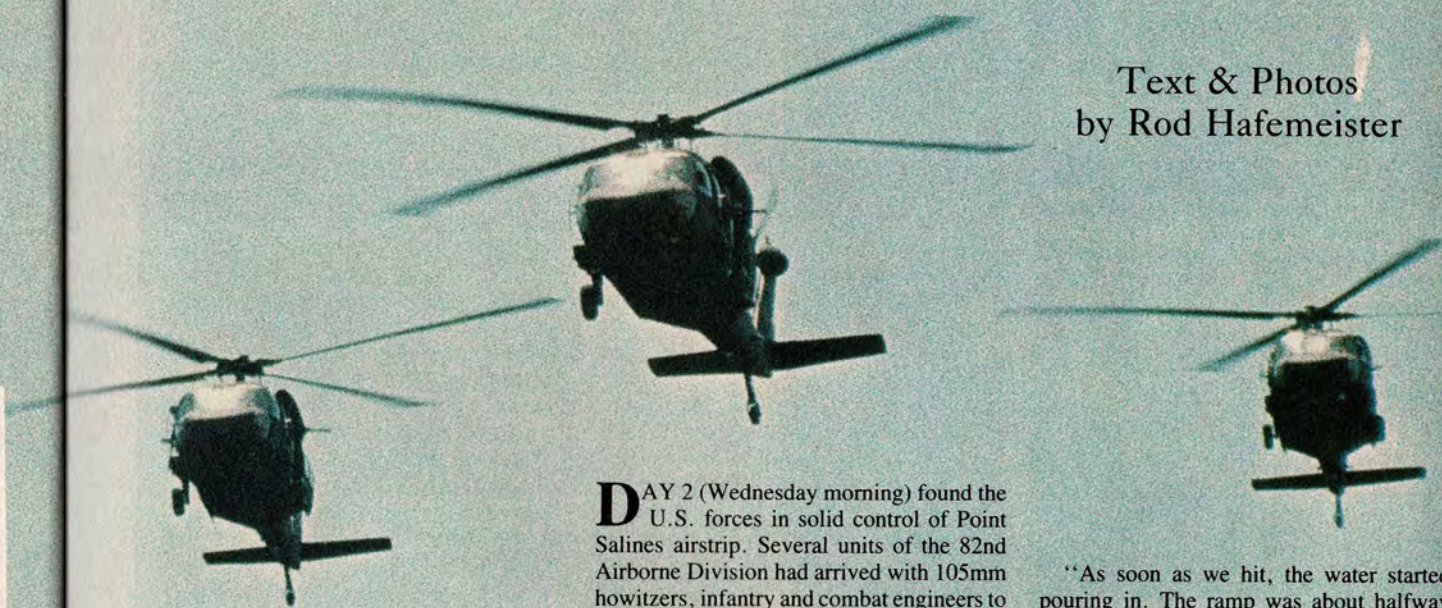 Text & Photos
by Rod Hafemeister
DAY 2 (Wednesday morning) found the
U.S. forces in solid control of Point
Salines airstrip. Several units of the 82nd
Airborne Division had arrived with 105mm
howitzers, infantry and combat engineers to
‘‘As soon as we hit, the water started
pouring in. The ramp was about halfway